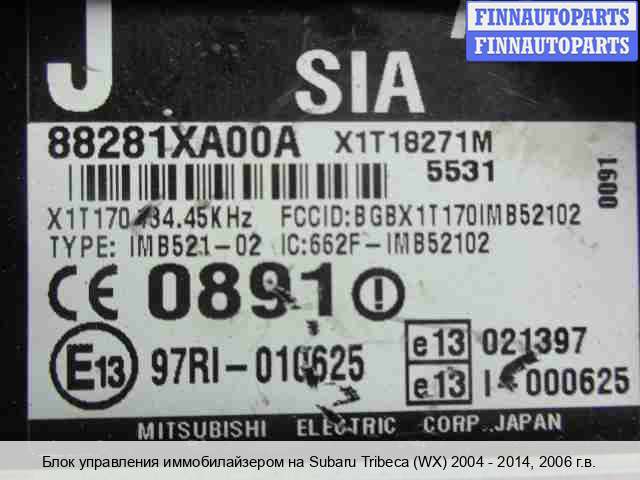 FINNAUTOPARTS
FINNAUTOPARTS
J
SIA
88281XA00A X1T18271M
5531
0091
X1T170 134.45KHz FCCID:BGBX1T170IMB52102
TYPE: IMB521-02 IC:662F-IMB52102
CE 0891
E13 97RI-010625
e13 021397
e13 000625
MITSUBISHI ELECTRIC CORP. JAPAN
Блок управления иммобилайзером на Subaru Tribeca (WX) 2004 - 2014, 2006 г.в.